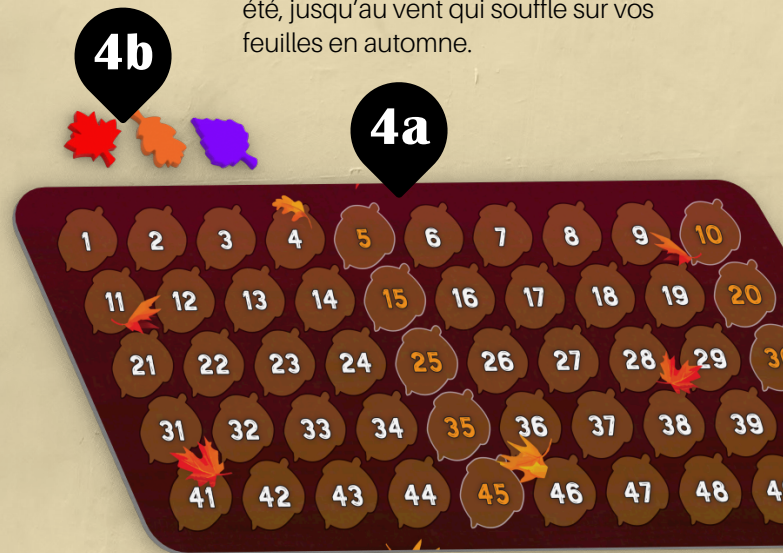 été, jusqu'au vent qui souffle sur vos
feuilles en automne.
4b
4a
1 2 3 4 5 6 7 8 9 10
11 12 13 14 15 16 17 18 19 20
21 22 23 24 25 26 27 28 29
31 32 33 34 35 36 37 38 39
41 42 43 44 45 46 47 48